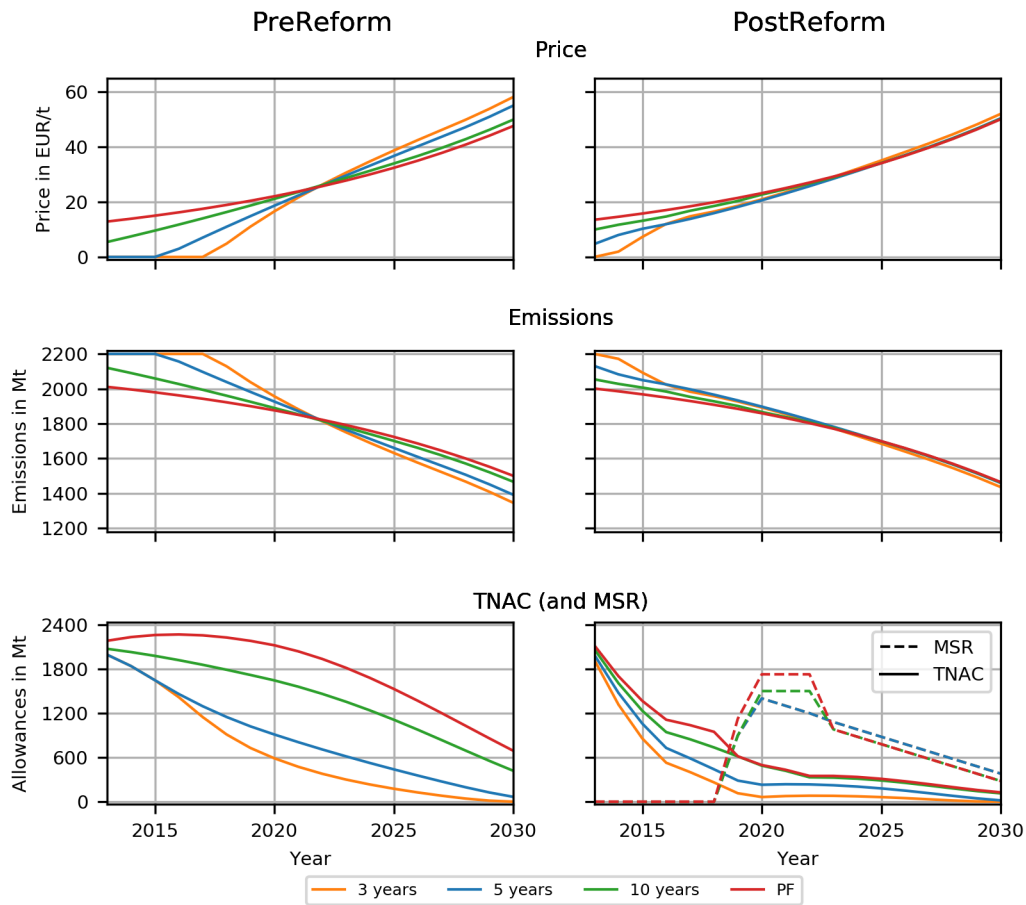 PreReform PostReform
Price
Price in EUR/t
60
40
20
0
Emissions
Emissions in Mt
2200
2000
1800
1600
1400
1200
TNAC (and MSR)
Allowances in Mt
2400
1800
1200
600
0
MSR
TNAC
2015 2020 2025 2030 2015 2020 2025 2030
Year Year
3 years 5 years 10 years PF